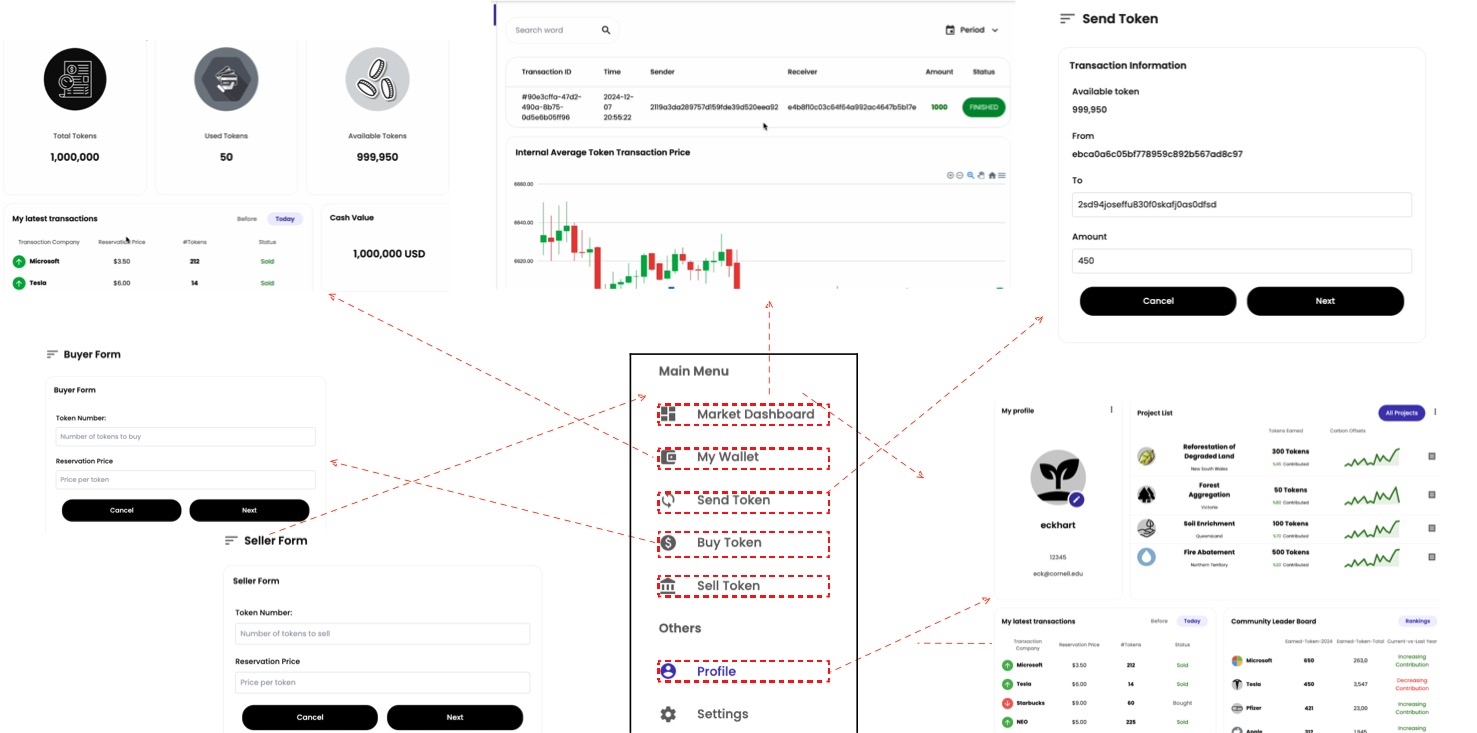 Total Tokens
1,000,000
Used Tokens
50
Available Tokens
999,950
My latest transactions
Before Today
Transaction Company Reservation Price #Tokens Status
Microsoft $3.50 212 Sold
Tesla $6.00 14 Sold
Cash Value
1,000,000 USD
Search word
Period
Transaction ID Time Sender Receiver Amount Status
#90e3cffa-47d2-
490a-8b75-
0d5e6b05ff96
2024-12-
07
20:55:22
2119a3da289757d159fde39d520eea92 e4b8f10c03c64f64a992ac4647b5b17e 1000 FINISHED
Internal Average Token Transaction Price
6660.00
6640.00
6620.00
Send Token
Transaction Information
Available token
999,950
From
ebca0a6c05bf778959c892b567ad8c97
To
2sd94joseffu830f0skafj0as0dfsd
Amount
450
Cancel Next
Buyer Form
Buyer Form
Token Number:
Number of tokens to buy
Reservation Price
Price per token
Cancel Next
Seller Form
Seller Form
Token Number:
Number of tokens to sell
Reservation Price
Price per token
Cancel Next
Main Menu
Market Dashboard
My Wallet
Send Token
Buy Token
Sell Token
Others
Profile
Settings
My profile
eckhart
12345
eck@cornell.edu
Project List
All Projects
Tokens Earned Carbon Offsets
Reforestation of
Degraded Land
New South Wales
300 Tokens
Contributed
Forest
Aggregation
Victoria
50 Tokens
Contributed
Soil Enrichment
Queensland
100 Tokens
Contributed
Fire Abatement
Northern Territory
500 Tokens
Contributed
My latest transactions
Before Today
Transaction
Company
Reservation Price #Tokens Status
Microsoft $3.50 212 Sold
Tesla $6.00 14 Sold
Starbucks $9.00 60 Bought
NEO $5.00 225 Sold
Community Leader Board
Rankings
Earned-Token-2024 Earned-Token-Total Current-vs-Last Year
Microsoft 650 263,0 Increasing
Contribution
Tesla 450 3,547 Decreasing
Contribution
Pfizer 421 23,00 Increasing
Contribution
Apple 312 1,645 Increasing